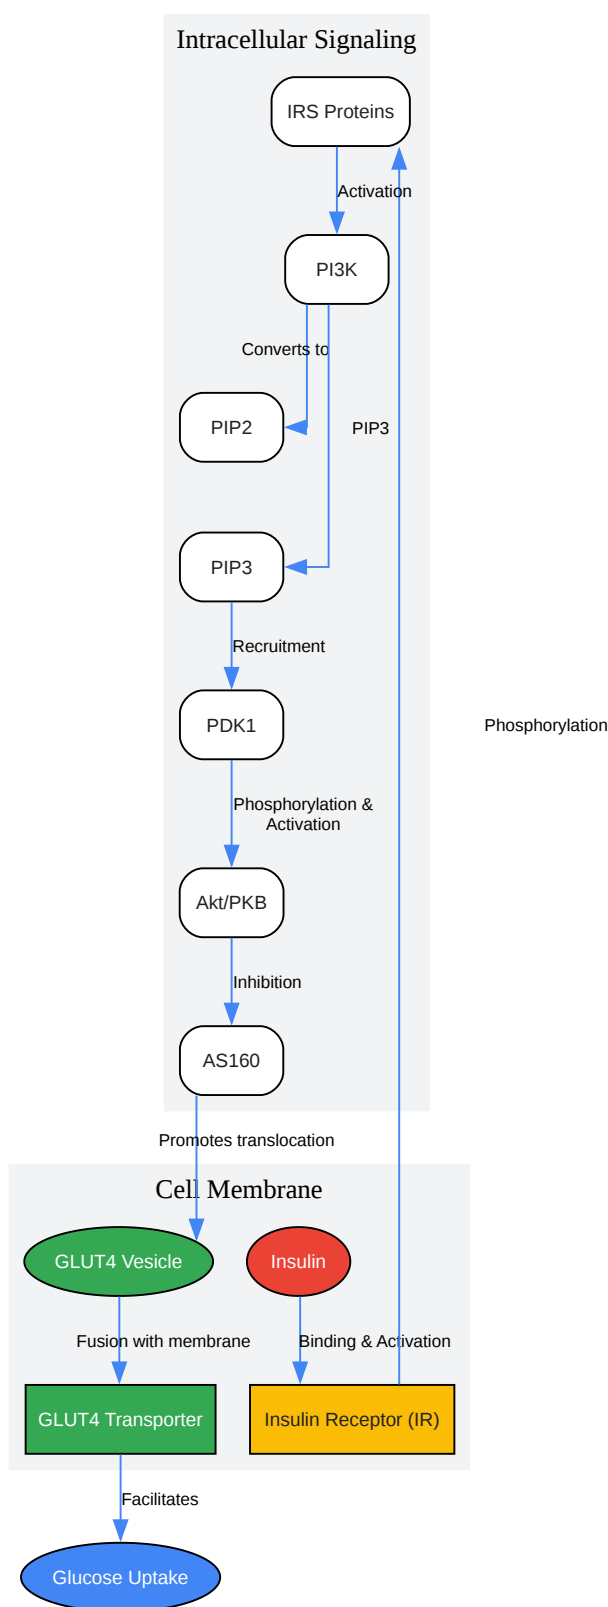 Intracellular Signaling
IRS Proteins
Activation
PI3K
Converts to
PIP2
PIP3
PIP3
Recruitment
PDK1
Phosphorylation
Phosphorylation &
Activation
Akt/PKB
Inhibition
AS160
Promotes translocation
Cell Membrane
GLUT4 Vesicle
Insulin
Fusion with membrane
Binding & Activation
GLUT4 Transporter
Insulin Receptor (IR)
Facilitates
Glucose Uptake